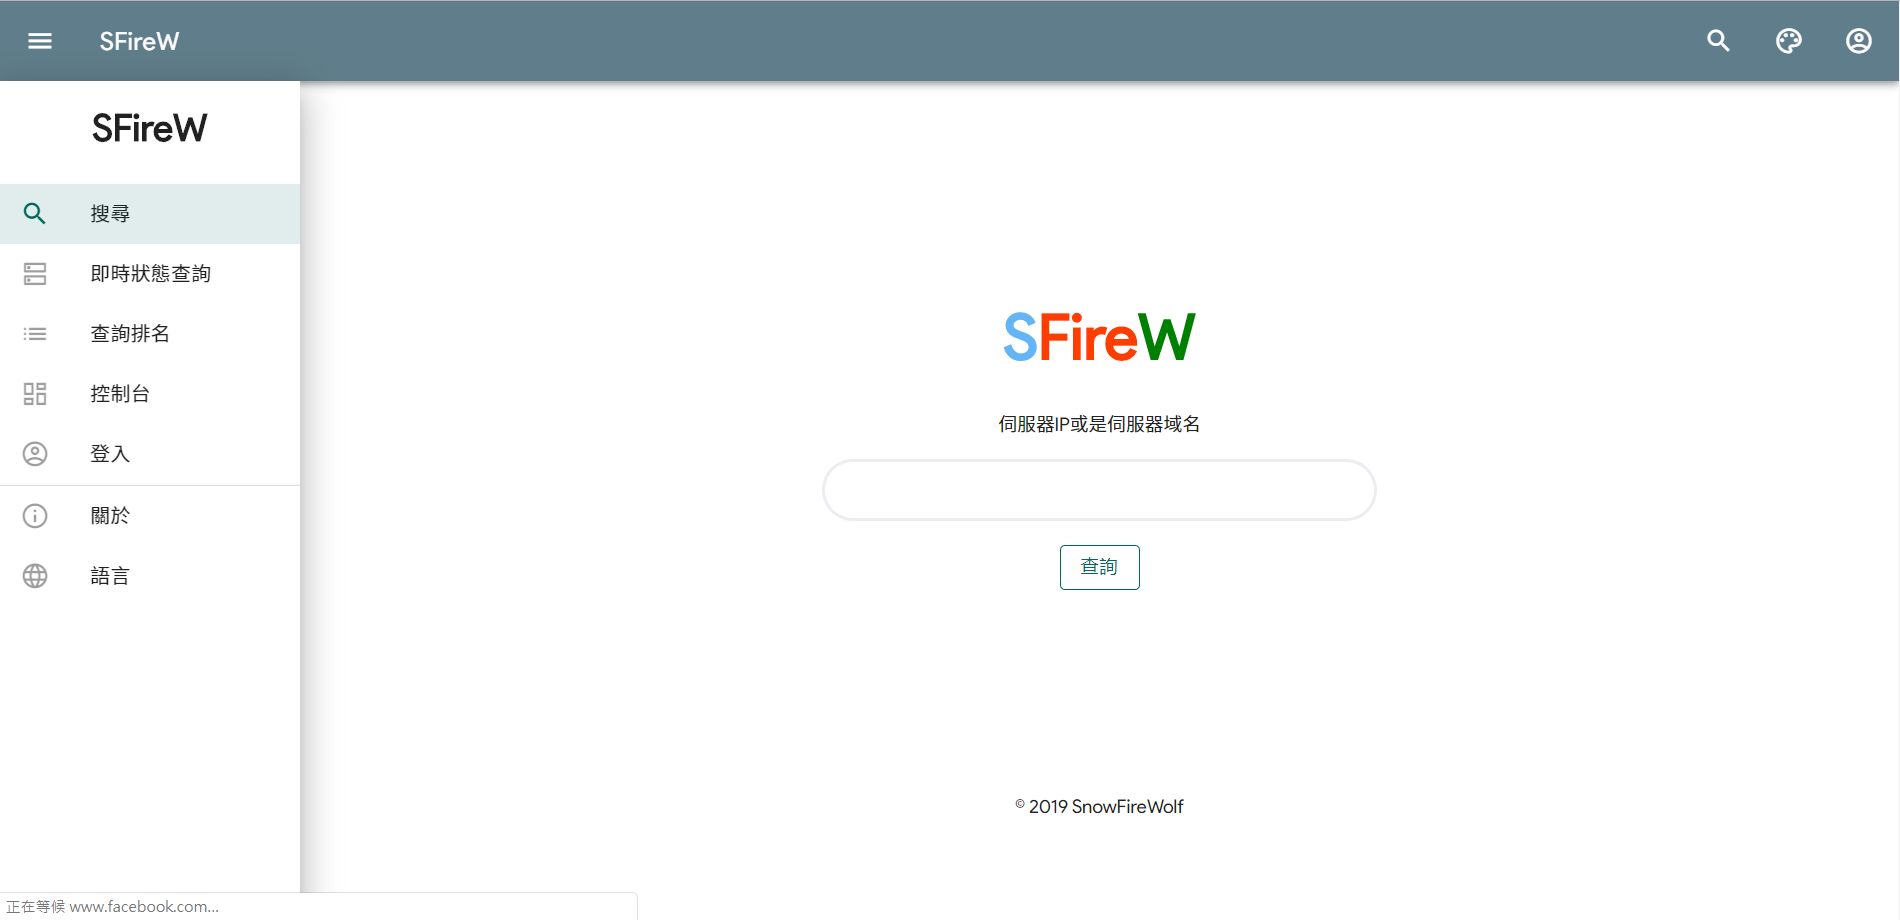 SFireW
SFireW
搜尋
即時狀態查詢
查詢排名
控制台
登入
關於
語言
SFireW
伺服器IP或是伺服器域名
查詢
© 2019 SnowFireWolf
正在等候 www.facebook.com...